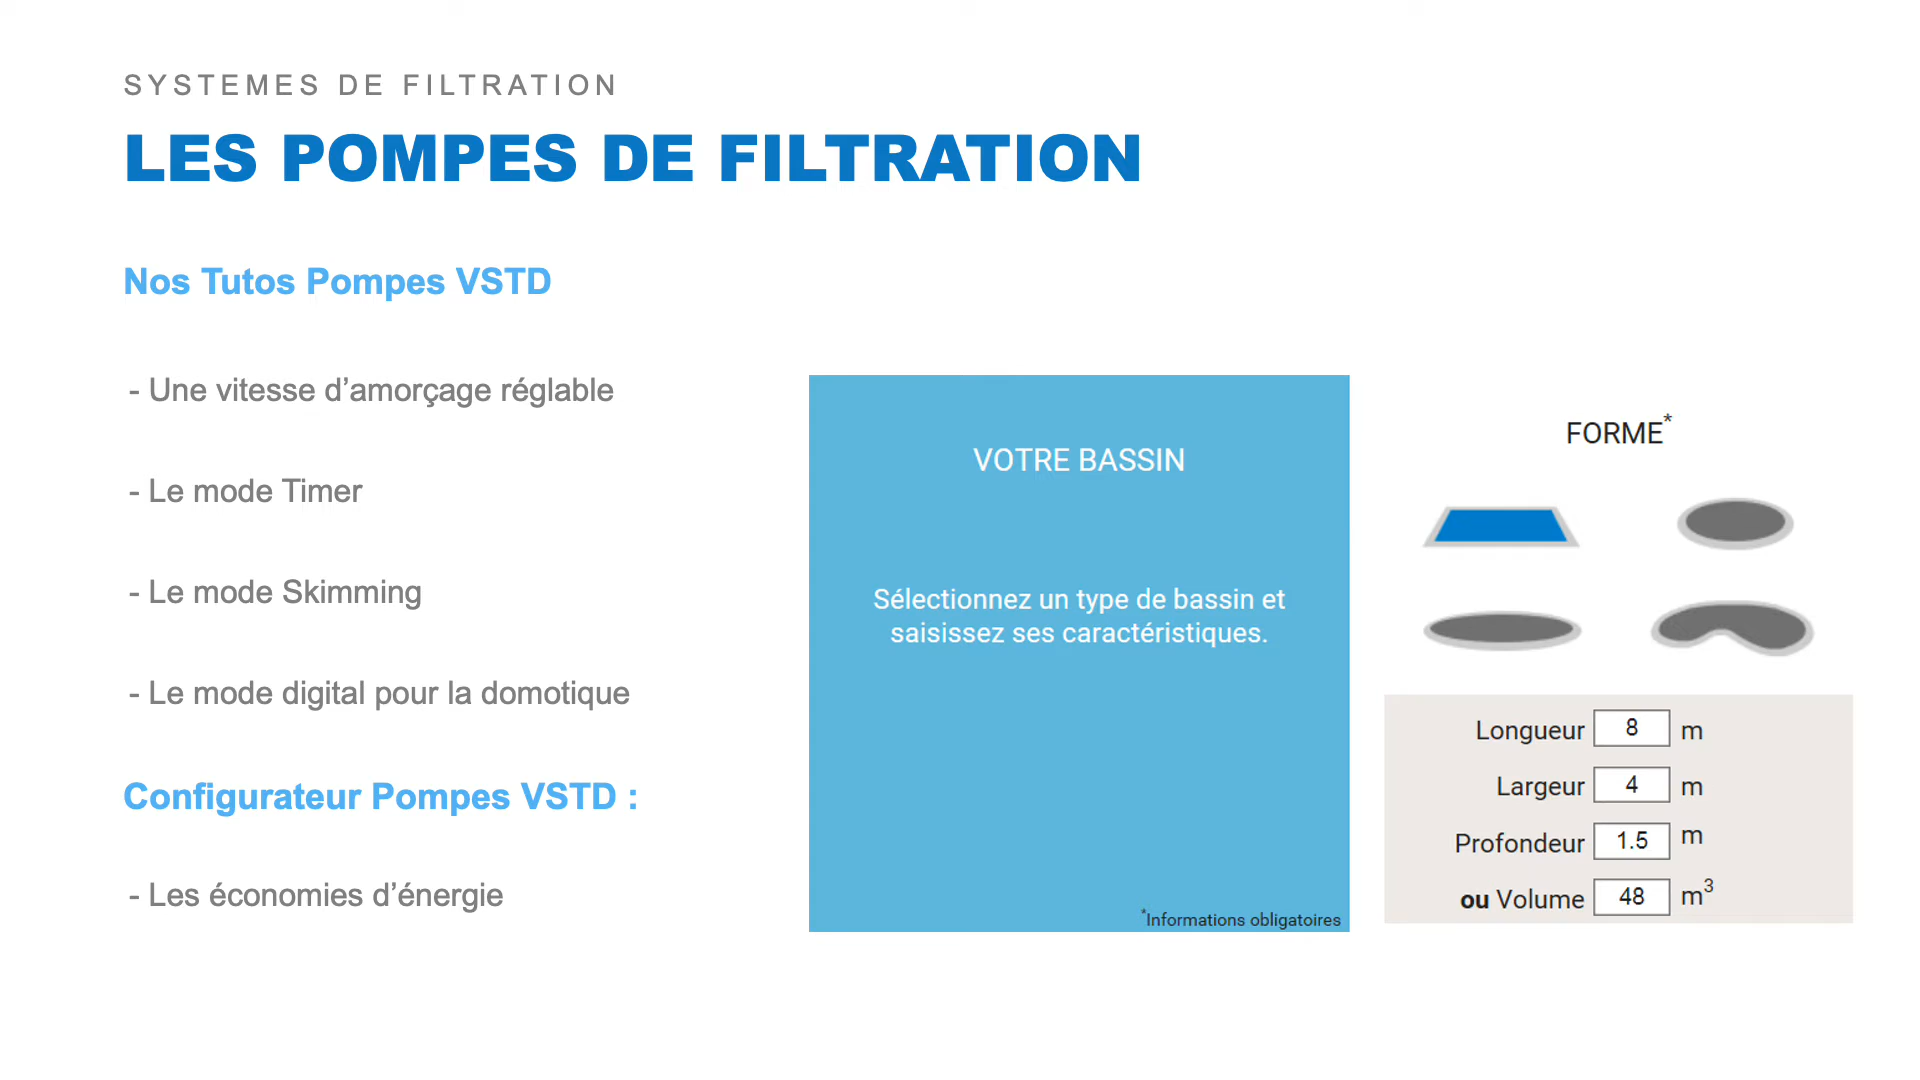 SYSTEMES DE FILTRATION
LES POMPES DE FILTRATION
Nos Tutos Pompes VSTD
- Une vitesse d’amorçage réglable
- Le mode Timer
- Le mode Skimming
- Le mode digital pour la domotique
Configurateur Pompes VSTD :
- Les économies d’énergie
VOTRE BASSIN
Sélectionnez un type de bassin et
saisissez ses caractéristiques.
*Informations obligatoires
FORME*
Longueur 8 m
Largeur 4 m
Profondeur 1.5 m
ou Volume 48 m³